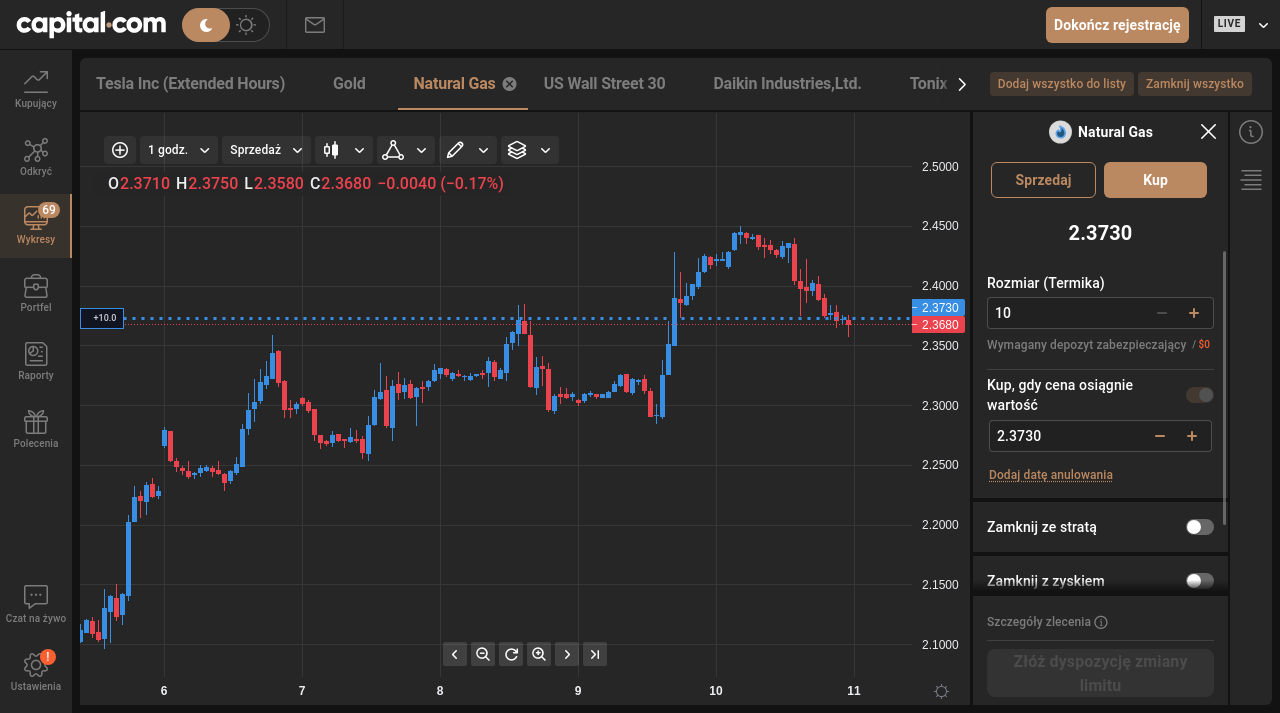 capital.com
Dokończ rejestrację
LIVE
Kupujący
Odkryć
69
Wykresy
Portfel
Raporty
Polecenia
Czat na żywo
!
Ustawienia
Tesla Inc (Extended Hours)
Gold
Natural Gas
US Wall Street 30
Daikin Industries,Ltd.
Tonix
Dodaj wszystko do listy
Zamknij wszystko
1 godz.
Sprzedaż
O2.3710 H2.3750 L2.3580 C2.3680 −0.0040 (−0.17%)
2.5000
2.4500
2.4000
2.3730
2.3680
2.3500
2.3000
2.2500
2.2000
2.1500
2.1000
+10.0
6
7
8
9
10
11
Natural Gas
Sprzedaj
Kup
2.3730
Rozmiar (Termika)
10
Wymagany depozyt zabezpieczający / $0
Kup, gdy cena osiągnie
wartość
2.3730
Dodaj datę anulowania
Zamknij ze stratą
Zamknij z zyskiem
Szczegóły zlecenia
Złóż dyspozycję zmiany
limitu